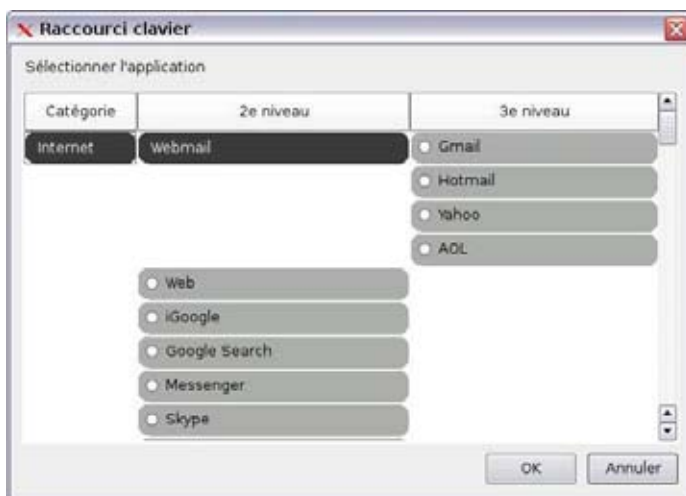 Raccourci clavier
Sélectionner l'application
Catégorie 2e niveau 3e niveau
Internet Webmail Gmail
Hotmail
Yahoo
AOL
Web
iGoogle
Google Search
Messenger
Skype
OK Annuler